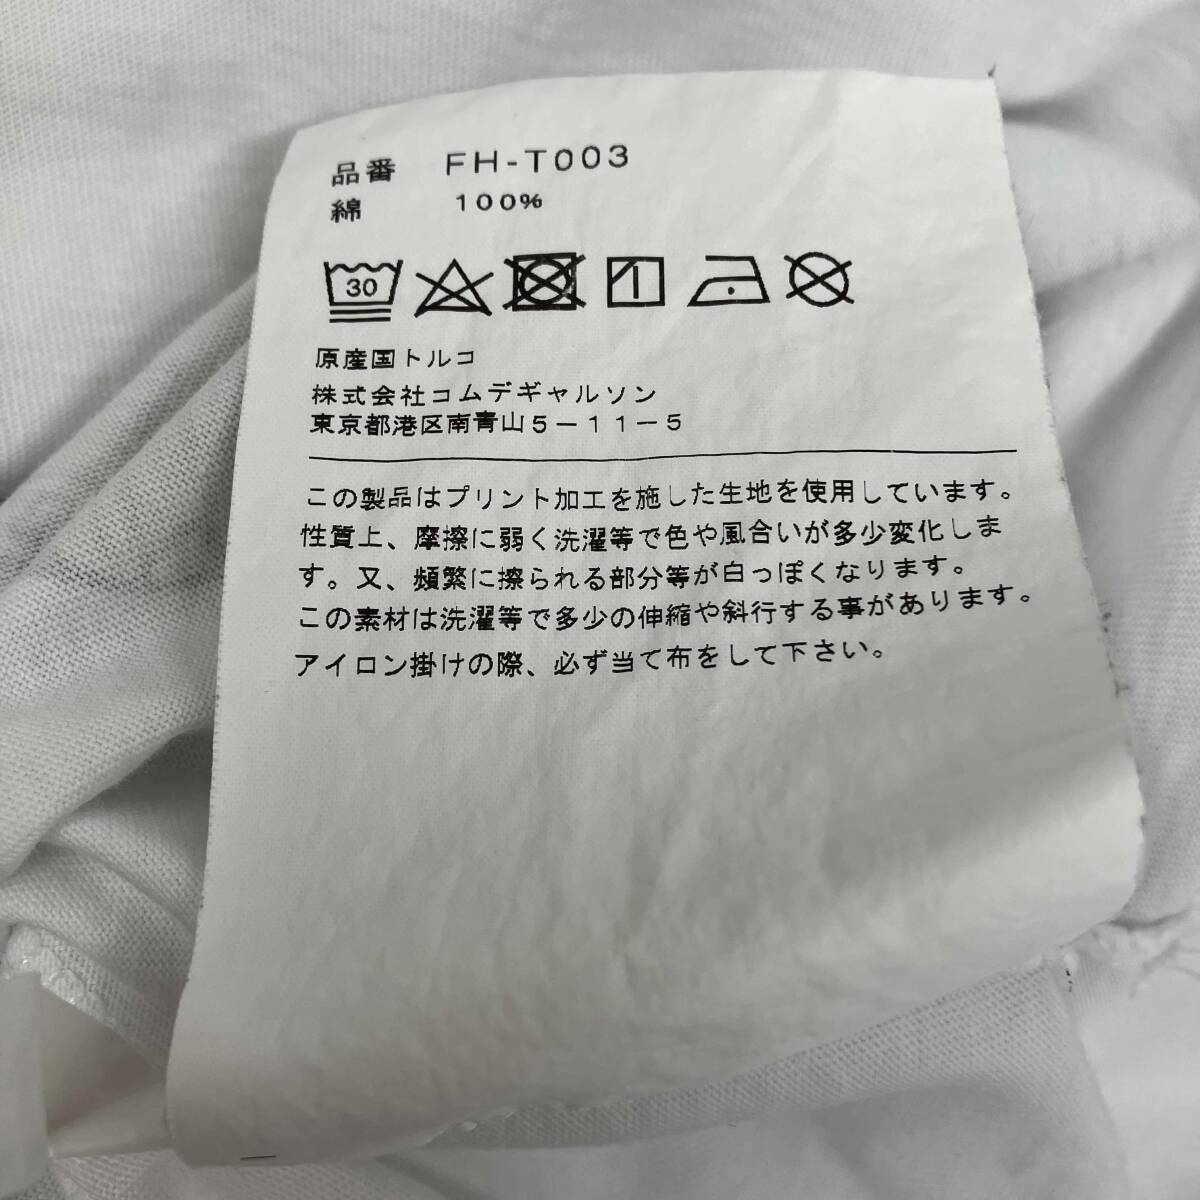 品番 FH-T003
綿 100%
30
原産国トルコ
株式会社コムデギャルソン
東京都港区南青山5-11-5
この製品はプリント加工を施した生地を使用しています。
性質上、摩擦に弱く洗濯等で色や風合いが多少変化しま
す。又、頻繁に擦られる部分等が白っぽくなります。
この素材は洗濯等で多少の伸縮や斜行する事があります。
アイロン掛けの際、必ず当て布をして下さい。